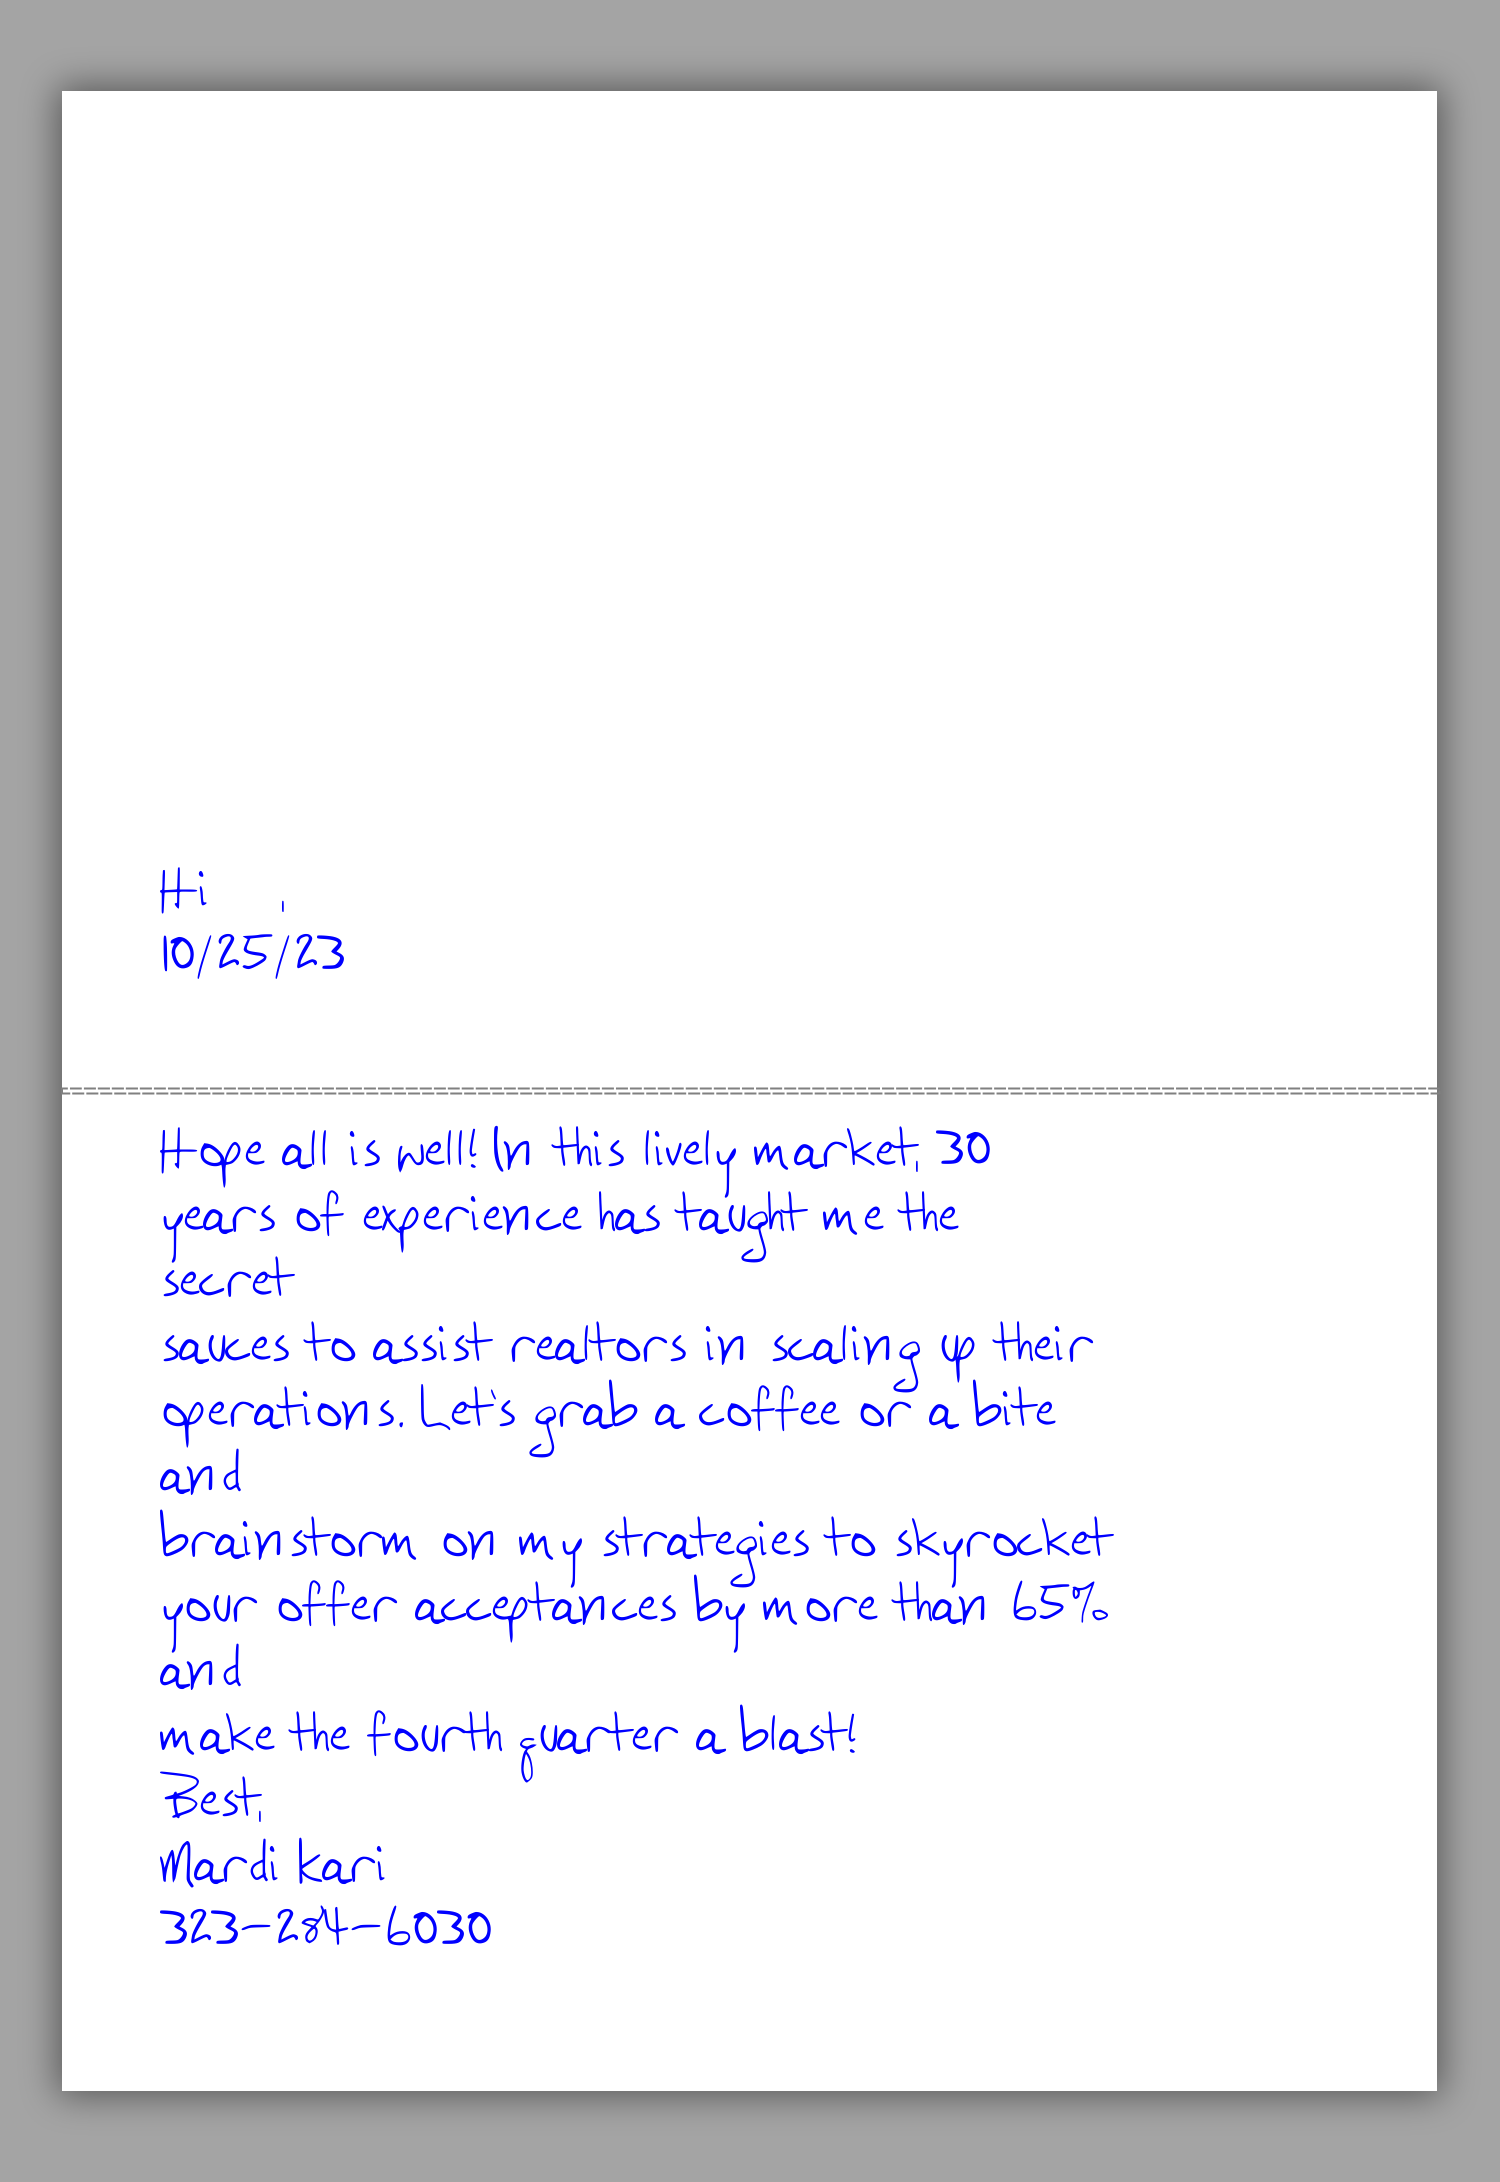 Hi   ,
10/25/23
Hope all is well! In this lively market, 30
years of experience has taught me the
secret
sauces to assist realtors in scaling up their
operations. Let's grab a coffee or a bite
and
brainstorm on my strategies to skyrocket
your offer acceptances by more than 65%
and
make the fourth quarter a blast!
Best,
Mardi kari
323-284-6030